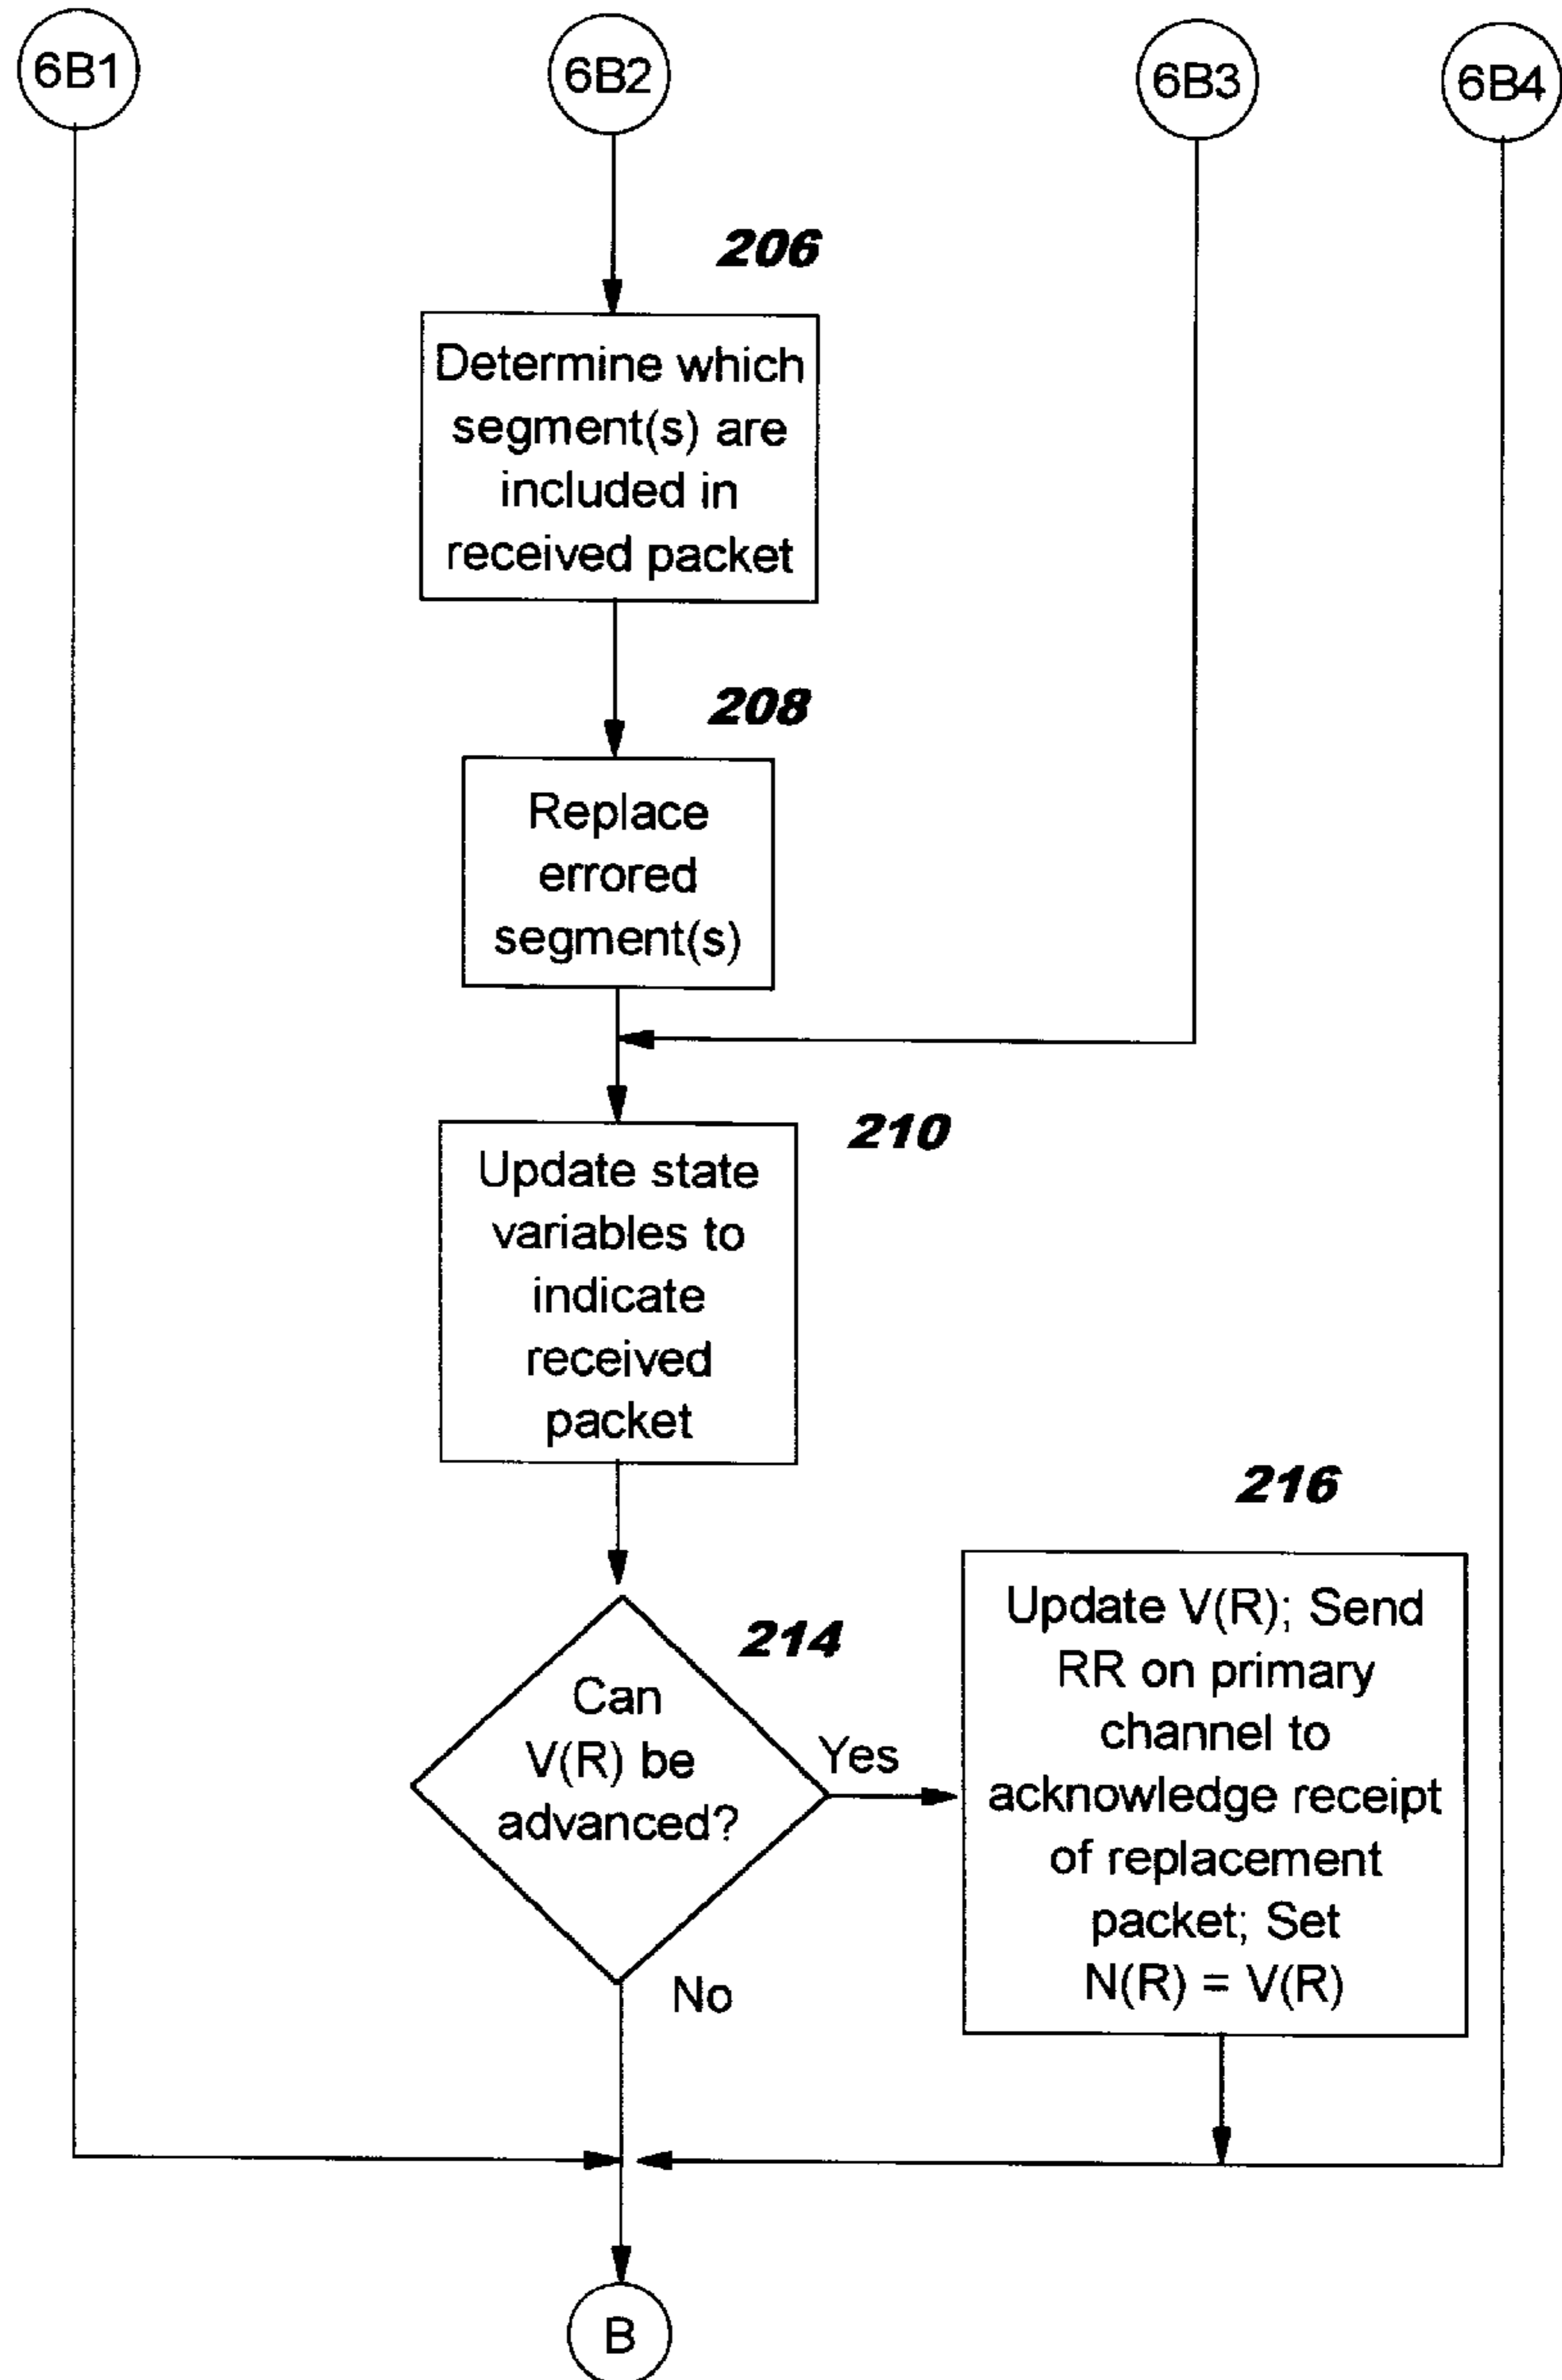 6B1
6B2
6B3
6B4
206
Determine which
segment(s) are
included in
received packet
208
Replace
errored
segment(s)
210
Update state
variables to
indicate
received
packet
214
Can
V(R) be
advanced?
Yes
No
216
Update V(R); Send
RR on primary
channel to
acknowledge receipt
of replacement
packet; Set
N(R) = V(R)
B